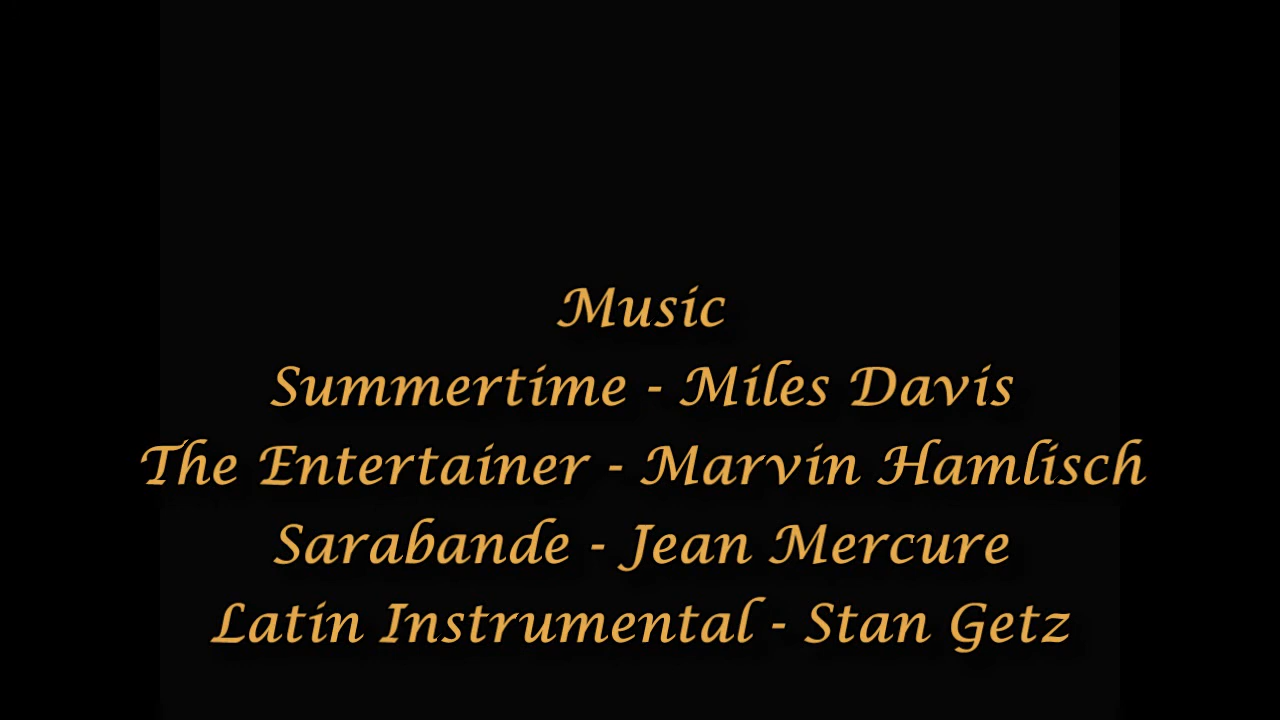 Music
Summertime - Miles Davis
The Entertainer - Marvin Hamlisch
Sarabande - Jean Mercure
Latin Instrumental - Stan Getz